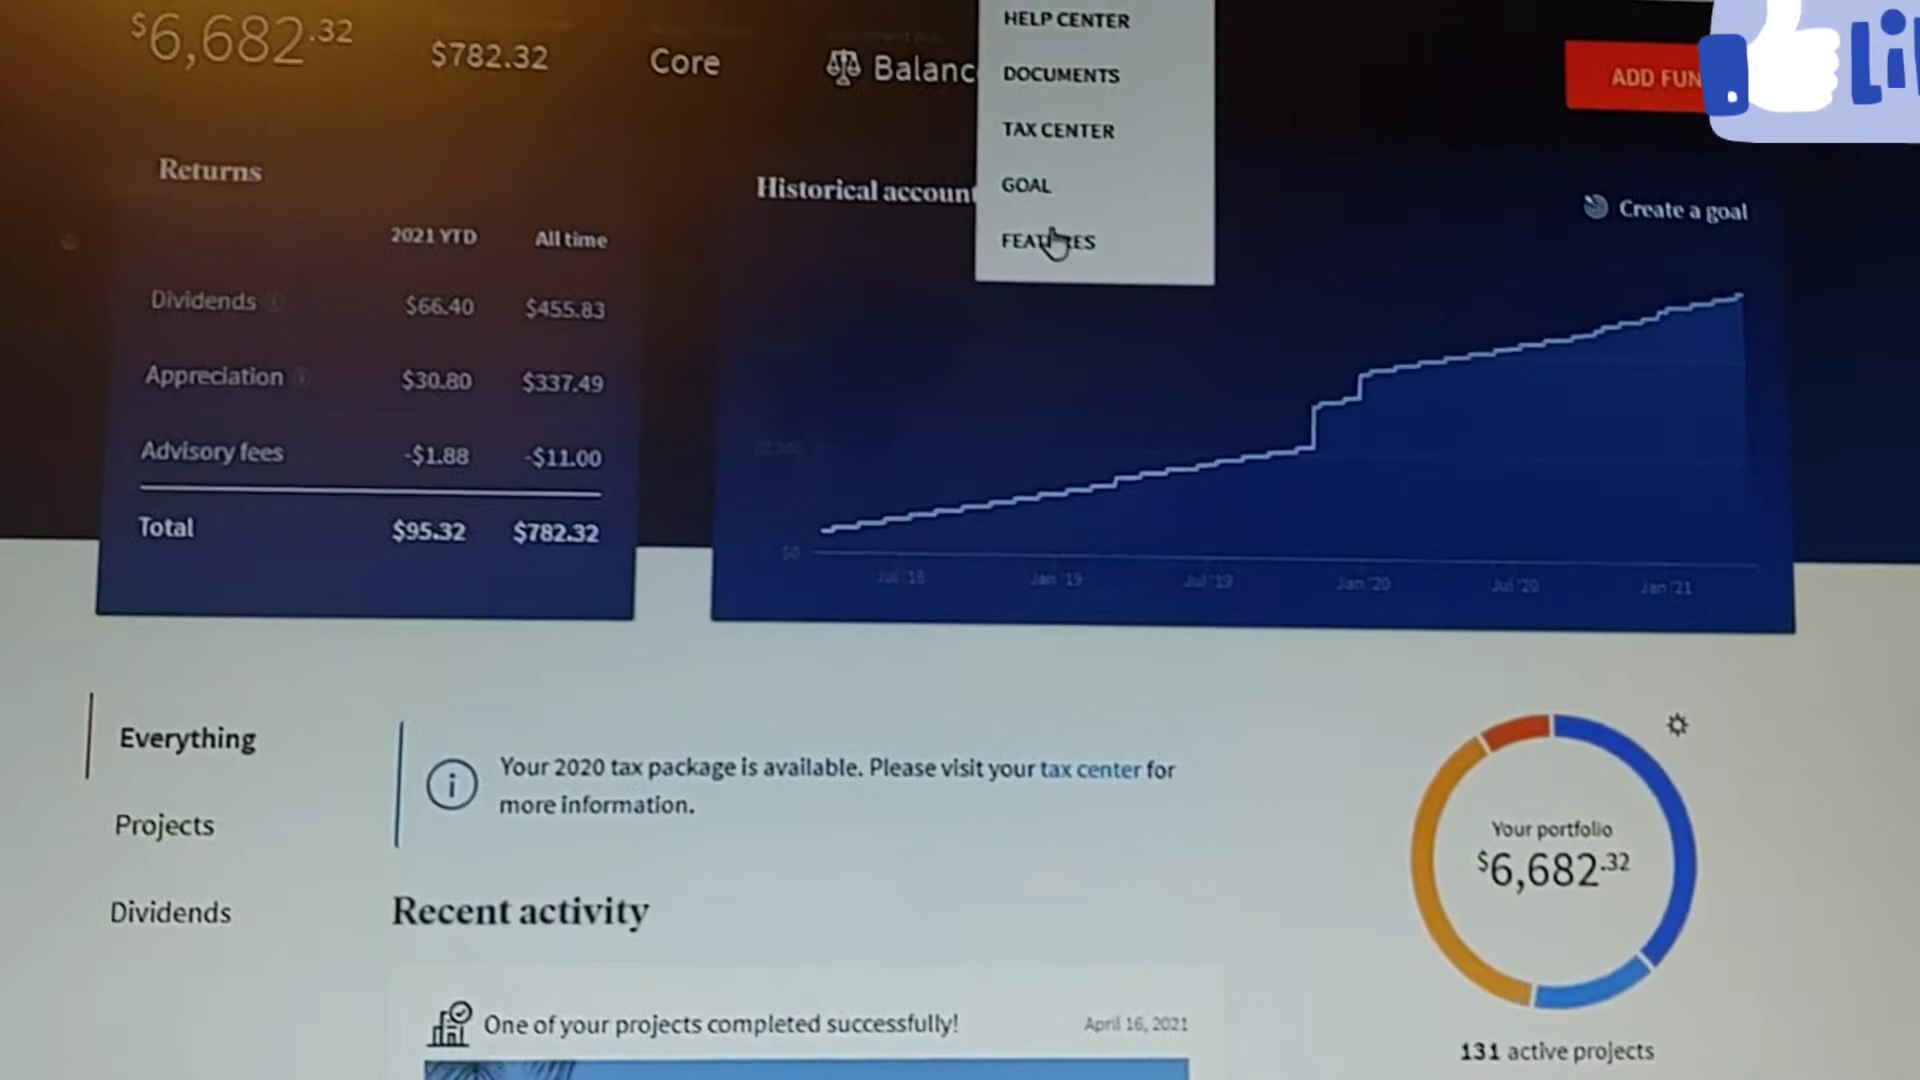 $6,682.32
$782.32
Core
Balanc
HELP CENTER
DOCUMENTS
TAX CENTER
GOAL
FEATURES
ADD FUN
Li
Returns
2021 YTD All time
Dividends $66.40 $455.83
Appreciation $30.80 $337.49
Advisory fees -$1.88 -$11.00
Total $95.32 $782.32
Historical account
Create a goal
$0
Jul '18 Jan '19 Jul '19 Jan '20 Jul '20 Jan '21
Everything
Projects
Dividends
Your 2020 tax package is available. Please visit your tax center for
more information.
Recent activity
One of your projects completed successfully!
April 16, 2021
Your portfolio
$6,682.32
131 active projects